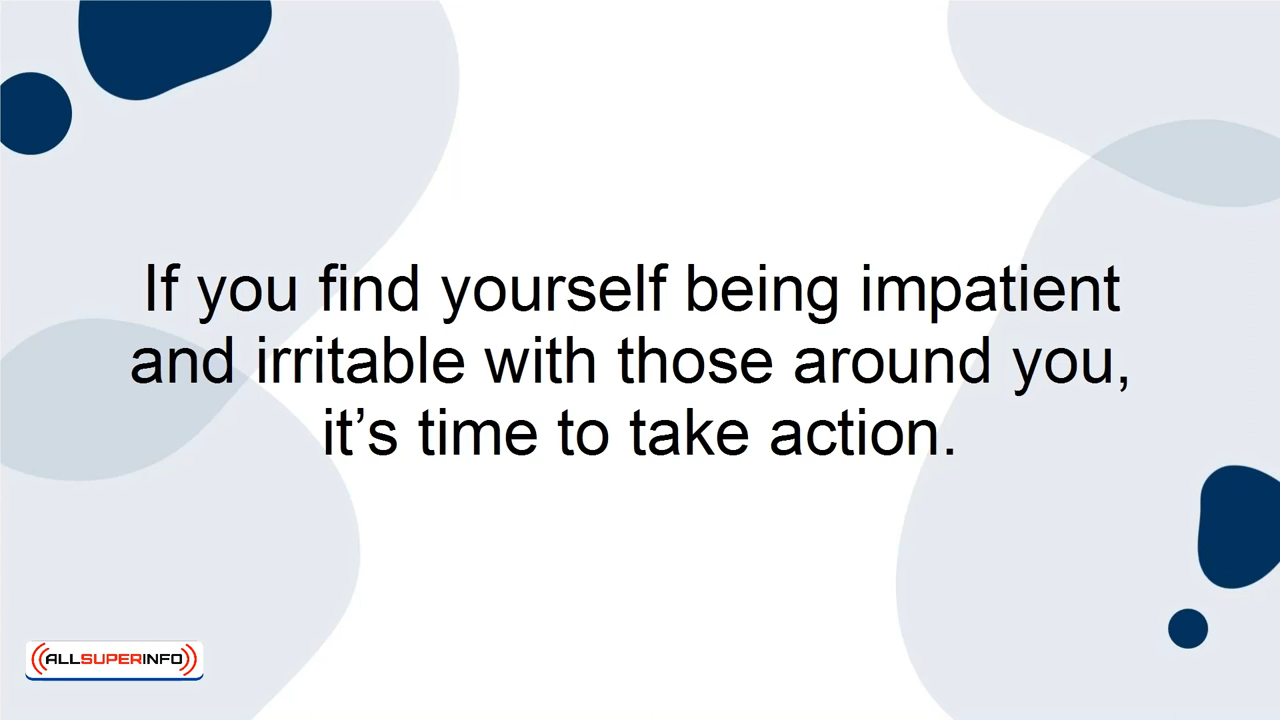 If you find yourself being impatient
and irritable with those around you,
it’s time to take action.
ALLSUPERINFO